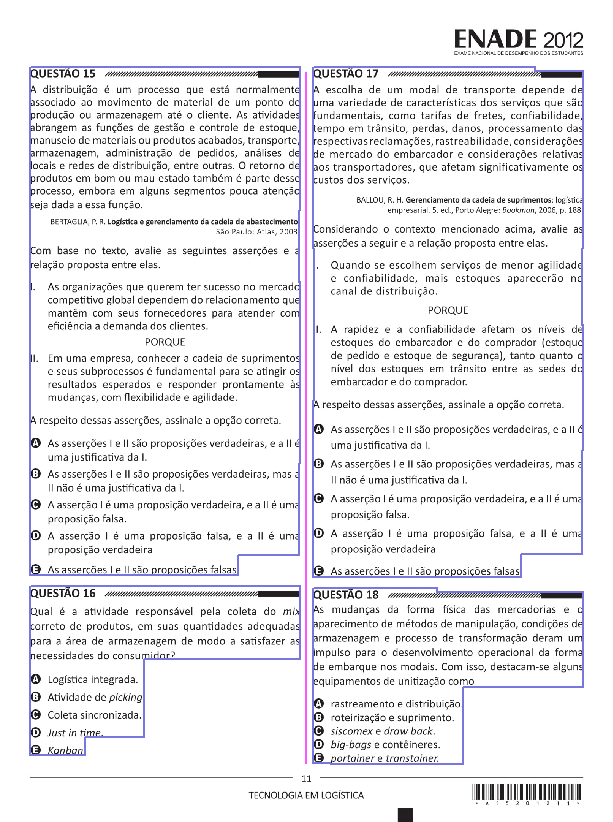 ENADE 2012
EXAME NACIONAL DE DESEMPENHO DOS ESTUDANTES
QUESTÃO 15
A distribuição é um processo que está normalmente
associado ao movimento de material de um ponto de
produção ou armazenagem até o cliente. As atividades
abrangem as funções de gestão e controle de estoque,
manuseio de materiais ou produtos acabados, transporte,
armazenagem, administração de pedidos, análises de
locais e redes de distribuição, entre outras. O retorno de
produtos em bom ou mau estado também é parte desse
processo, embora em alguns segmentos pouca atenção
seja dada a essa função.
BERTAGLIA, P. R. Logística e gerenciamento da cadeia de abastecimento.
São Paulo: Atlas, 2003.
Com base no texto, avalie as seguintes asserções e a
relação proposta entre elas.
I. As organizações que querem ter sucesso no mercado
competitivo global dependem do relacionamento que
mantêm com seus fornecedores para atender com
eficiência a demanda dos clientes.
PORQUE
II. Em uma empresa, conhecer a cadeia de suprimentos
e seus subprocessos é fundamental para se atingir os
resultados esperados e responder prontamente às
mudanças, com flexibilidade e agilidade.
A respeito dessas asserções, assinale a opção correta.
A As asserções I e II são proposições verdadeiras, e a II é
uma justificativa da I.
B As asserções I e II são proposições verdadeiras, mas a
II não é uma justificativa da I.
C A asserção I é uma proposição verdadeira, e a II é uma
proposição falsa.
D A asserção I é uma proposição falsa, e a II é uma
proposição verdadeira
E As asserções I e II são proposições falsas
QUESTÃO 16
Qual é a atividade responsável pela coleta do mix
correto de produtos, em suas quantidades adequadas
para a área de armazenagem de modo a satisfazer as
necessidades do consumidor?
A Logística integrada.
B Atividade de picking
C Coleta sincronizada.
D Just in time.
E Kanban
QUESTÃO 17
A escolha de um modal de transporte depende de
uma variedade de características dos serviços que são
fundamentais, como tarifas de fretes, confiabilidade,
tempo em trânsito, perdas, danos, processamento das
respectivas reclamações, rastreabilidade, considerações
de mercado do embarcador e considerações relativas
aos transportadores, que afetam significativamente os
custos dos serviços.
BALLOU, R. H. Gerenciamento da cadeia de suprimentos: logística
empresarial. 5. ed., Porto Alegre: Bookman, 2006, p. 188.
Considerando o contexto mencionado acima, avalie as
asserções a seguir e a relação proposta entre elas.
I. Quando se escolhem serviços de menor agilidade
e confiabilidade, mais estoques aparecerão no
canal de distribuição.
PORQUE
II. A rapidez e a confiabilidade afetam os níveis de
estoques do embarcador e do comprador (estoque
de pedido e estoque de segurança), tanto quanto o
nível dos estoques em trânsito entre as sedes do
embarcador e do comprador.
A respeito dessas asserções, assinale a opção correta.
A As asserções I e II são proposições verdadeiras, e a II é
uma justificativa da I.
B As asserções I e II são proposições verdadeiras, mas a
II não é uma justificativa da I.
C A asserção I é uma proposição verdadeira, e a II é uma
proposição falsa.
D A asserção I é uma proposição falsa, e a II é uma
proposição verdadeira
E As asserções I e II são proposições falsas
QUESTÃO 18
As mudanças da forma física das mercadorias e o
aparecimento de métodos de manipulação, condições de
armazenagem e processo de transformação deram um
impulso para o desenvolvimento operacional da forma
de embarque nos modais. Com isso, destacam-se alguns
equipamentos de unitização como
A rastreamento e distribuição.
B roteirização e suprimento.
C siscomex e draw back.
D big-bags e contêineres.
E portainer e transtainer.
11
TECNOLOGIA EM LOGÍSTICA